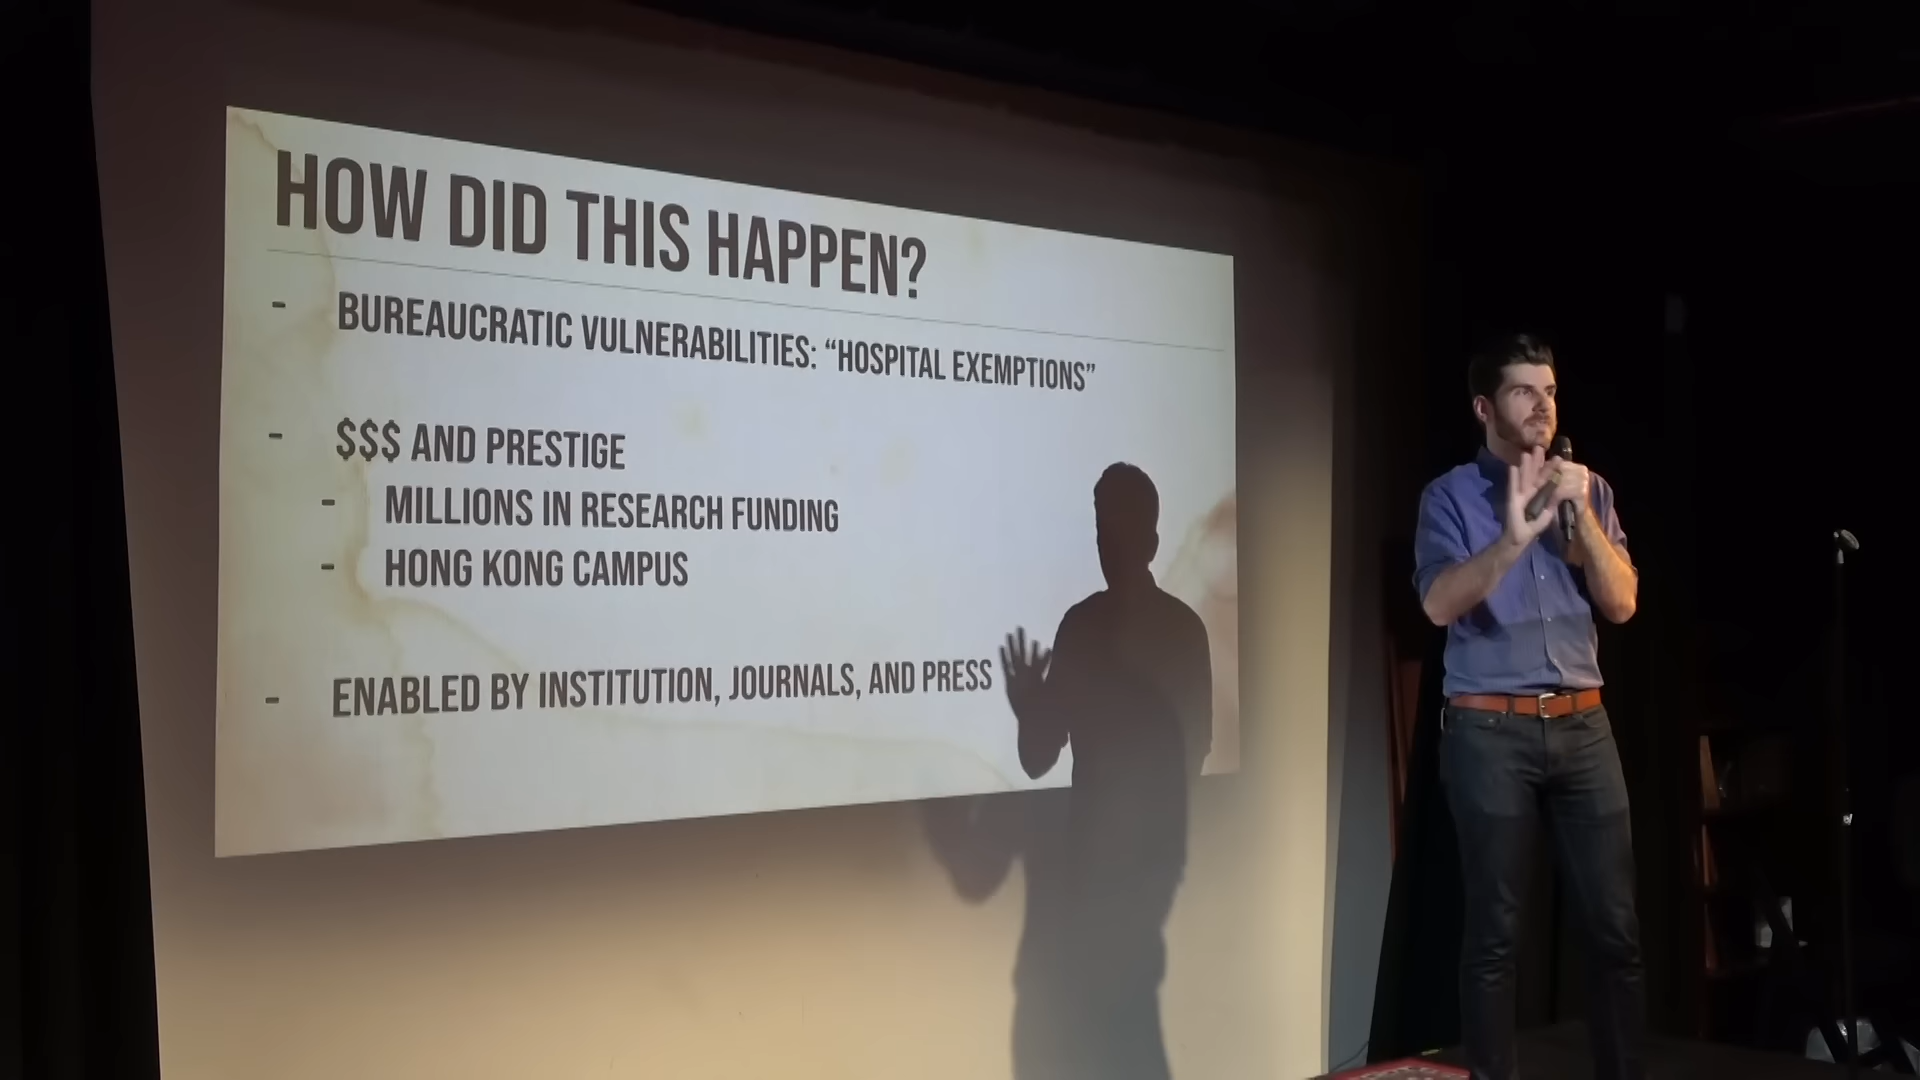 HOW DID THIS HAPPEN?
- BUREAUCRATIC VULNERABILITIES: “HOSPITAL EXEMPTIONS”
- $$$ AND PRESTIGE
- MILLIONS IN RESEARCH FUNDING
- HONG KONG CAMPUS
- ENABLED BY INSTITUTION, JOURNALS, AND PRESS